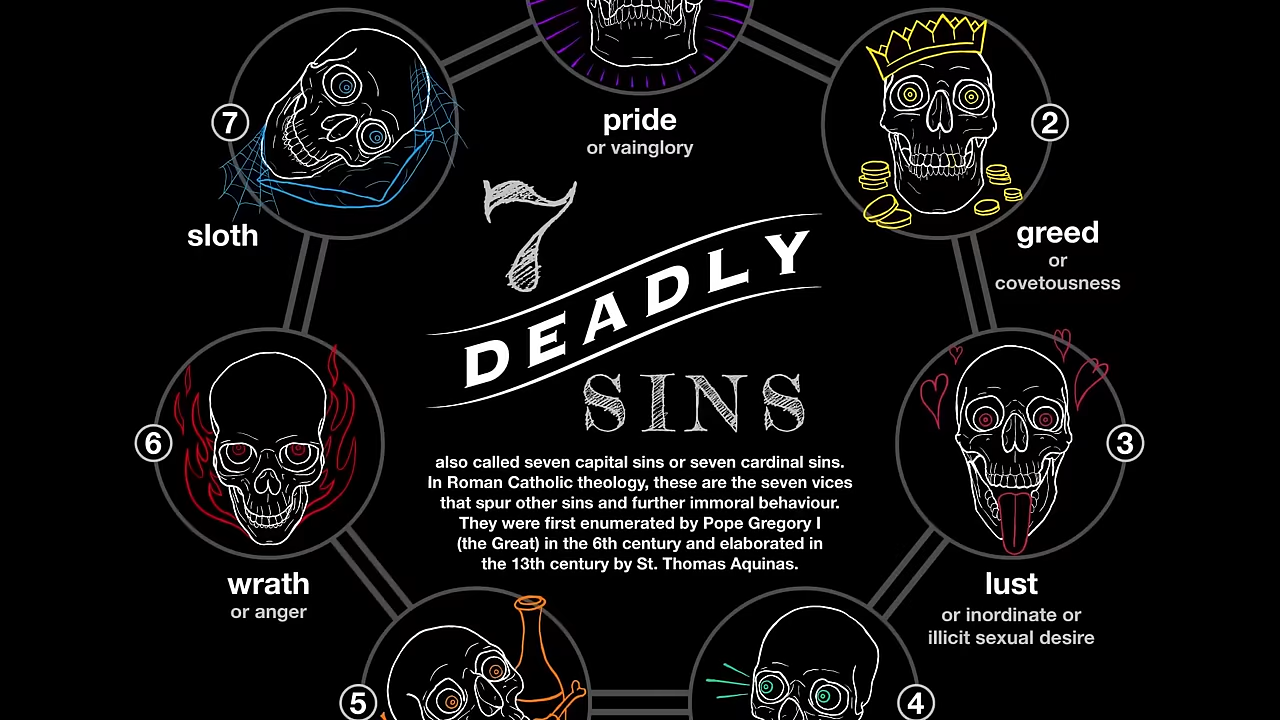 pride
or vainglory
7
sloth
2
greed
or
covetousness
7
DEADLY
SINS
also called seven capital sins or seven cardinal sins.
In Roman Catholic theology, these are the seven vices
that spur other sins and further immoral behaviour.
They were first enumerated by Pope Gregory I
(the Great) in the 6th century and elaborated in
the 13th century by St. Thomas Aquinas.
6
wrath
or anger
3
lust
or inordinate or
illicit sexual desire
5
4